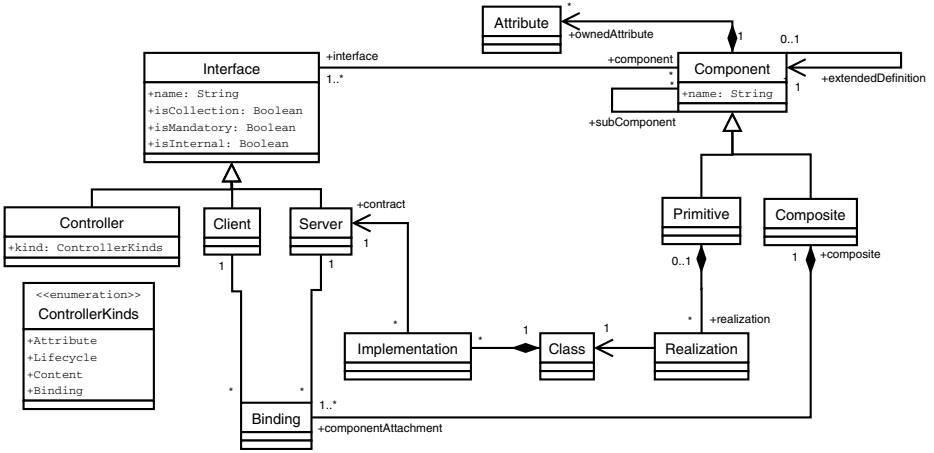 Attribute
*
+ownedAttribute
1
0..1
Interface
+name: String
+isCollection: Boolean
+isMandatory: Boolean
+isInternal: Boolean
+interface
1..*
+component
*
Component
+name: String
1
+extendedDefinition
*
+subComponent
Controller
+kind: ControllerKinds
Client
1
Server
1
+contract
1
Primitive
0..1
Composite
1
+composite
<<enumeration>>
ControllerKinds
+Attribute
+Lifecycle
+Content
+Binding
*
Implementation
*
1
Class
1
*
+realization
Realization
*
*
Binding
1..*
+componentAttachment